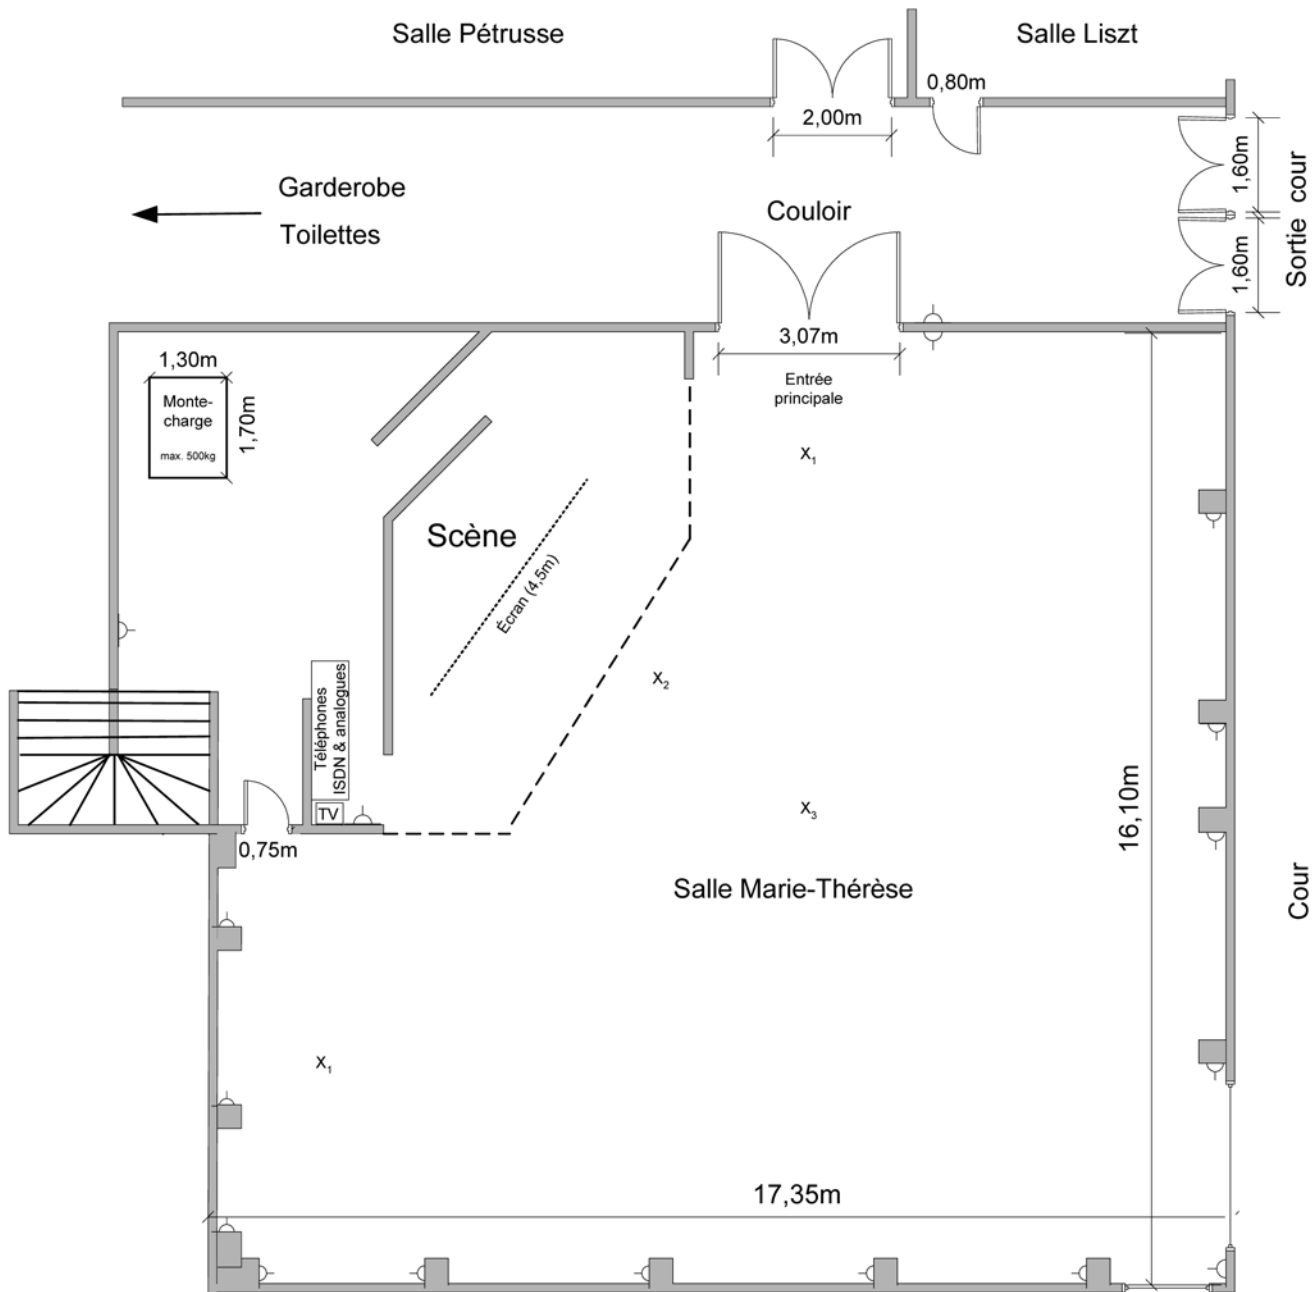 Salle Pétrusse
Salle Liszt
0,80m
2,00m
1,60m
1,60m
Sortie cour
Garderobe
Toilettes
Couloir
3,07m
Entrée
principale
1,30m
Monte-
charge
max. 500kg
1,70m
X1
Scène
Écran (4,5m)
X2
Téléphones
ISDN & analogues
TV
0,75m
X3
16,10m
Salle Marie-Thérèse
Cour
X1
17,35m